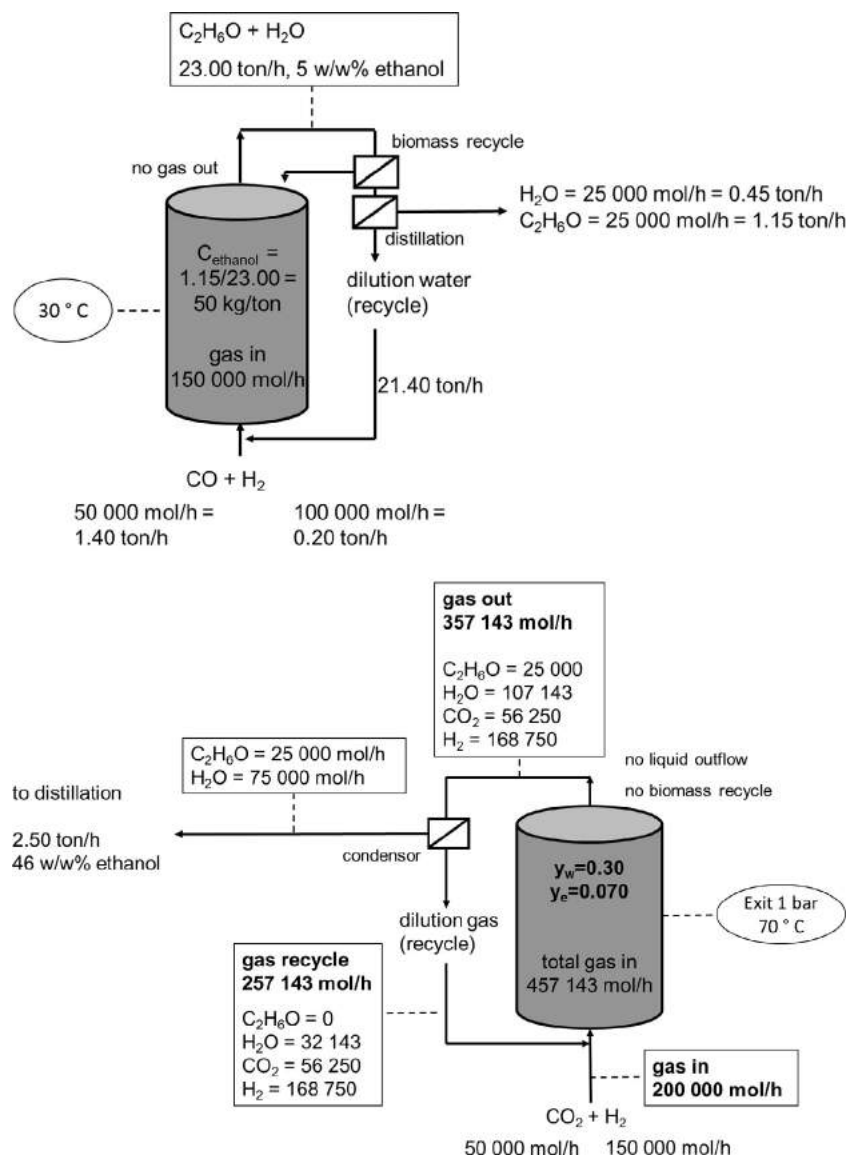 C₂H₆O + H₂O
23.00 ton/h, 5 w/w% ethanol
biomass recycle
no gas out
H₂O = 25 000 mol/h = 0.45 ton/h
C₂H₆O = 25 000 mol/h = 1.15 ton/h
distillation
C_ethanol =
1.15/23.00 =
50 kg/ton
dilution water
(recycle)
30 ° C
gas in
150 000 mol/h
21.40 ton/h
CO + H₂
50 000 mol/h =
1.40 ton/h
100 000 mol/h =
0.20 ton/h
gas out
357 143 mol/h
C₂H₆O = 25 000
H₂O = 107 143
CO₂ = 56 250
H₂ = 168 750
C₂H₆O = 25 000 mol/h
H₂O = 75 000 mol/h
no liquid outflow
no biomass recycle
to distillation
2.50 ton/h
46 w/w% ethanol
condensor
y_w=0.30
y_e=0.070
Exit 1 bar
70 ° C
dilution gas
(recycle)
total gas in
457 143 mol/h
gas recycle
257 143 mol/h
C₂H₆O = 0
H₂O = 32 143
CO₂ = 56 250
H₂ = 168 750
gas in
200 000 mol/h
CO₂ + H₂
50 000 mol/h 150 000 mol/h